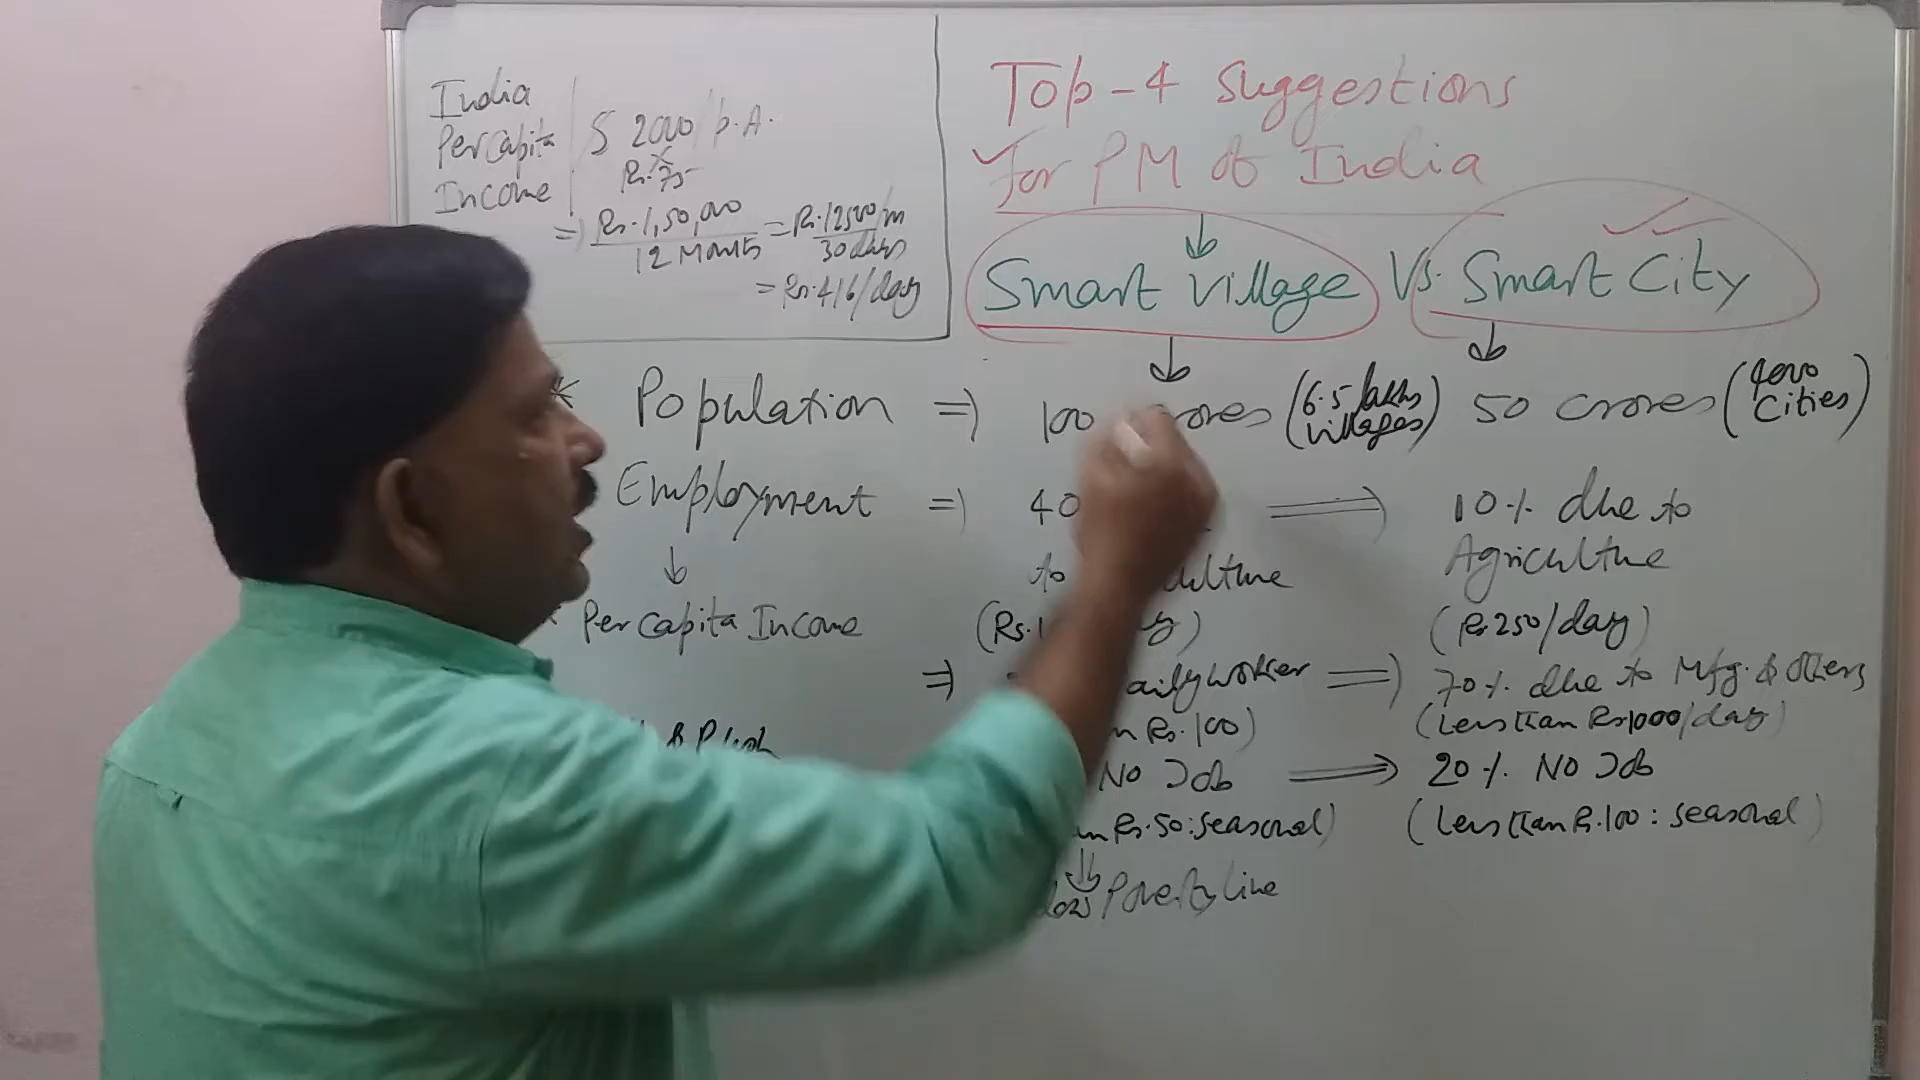 India
Per Capita
Income
$ 2000 / p.A.
x
Rs. 75
=) Rs. 1,50,000 = Rs. 12500/m
12 Months 30 days
= Rs. 416/day
Top-4 Suggestions
for PM of India
Smart Village Vs. Smart City
* Population => 100 crores (6.5 lakhs villages) 50 crores (4000 Cities)
Employment => 40 => 10% due to
to Agriculture
(Rs. (Rs 250/day)
Per capita Income
=> worker => 70% due to Mfg. & others
Rs. 100) (Less than Rs 1000/day)
No Job => 20% No Job
Rs. 50: seasonal) (Less than Rs. 100: seasonal)
Poverty line